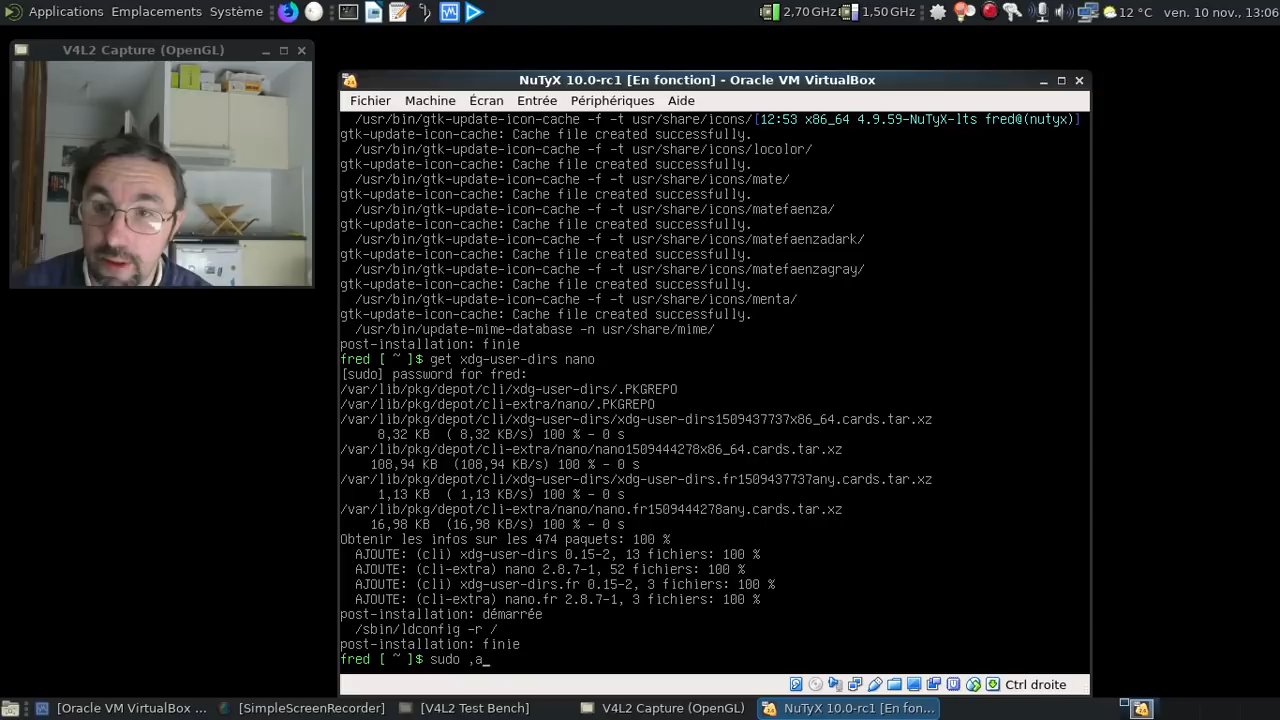 Applications Emplacements Système
2,70 GHz 1,50 GHz 12 °C ven. 10 nov., 13:06
V4L2 Capture (OpenGL)
NuTyX 10.0-rc1 [En fonction] - Oracle VM VirtualBox
Fichier Machine Écran Entrée Périphériques Aide
/usr/bin/gtk-update-icon-cache -f -t usr/share/icons/[12:53 x86_64 4.9.59-NuTyX-lts fred@(nutyx)]
gtk-update-icon-cache: Cache file created successfully.
/usr/bin/gtk-update-icon-cache -f -t usr/share/icons/locolor/
gtk-update-icon-cache: Cache file created successfully.
/usr/bin/gtk-update-icon-cache -f -t usr/share/icons/mate/
gtk-update-icon-cache: Cache file created successfully.
/usr/bin/gtk-update-icon-cache -f -t usr/share/icons/matefaenza/
gtk-update-icon-cache: Cache file created successfully.
/usr/bin/gtk-update-icon-cache -f -t usr/share/icons/matefaenzadark/
gtk-update-icon-cache: Cache file created successfully.
/usr/bin/gtk-update-icon-cache -f -t usr/share/icons/matefaenzagray/
gtk-update-icon-cache: Cache file created successfully.
/usr/bin/gtk-update-icon-cache -f -t usr/share/icons/menta/
gtk-update-icon-cache: Cache file created successfully.
/usr/bin/update-mime-database -n usr/share/mime/
post-installation: finie
fred [ ~ ]$ get xdg-user-dirs nano
[sudo] password for fred:
/var/lib/pkg/depot/cli/xdg-user-dirs/.PKGREPO
/var/lib/pkg/depot/cli-extra/nano/.PKGREPO
/var/lib/pkg/depot/cli/xdg-user-dirs/xdg-user-dirs1509437737x86_64.cards.tar.xz
8,32 KB ( 8,32 KB/s) 100 % - 0 s
/var/lib/pkg/depot/cli-extra/nano/nano1509444278x86_64.cards.tar.xz
108,94 KB (108,94 KB/s) 100 % - 0 s
/var/lib/pkg/depot/cli/xdg-user-dirs/xdg-user-dirs.fr1509437737any.cards.tar.xz
1,13 KB ( 1,13 KB/s) 100 % - 0 s
/var/lib/pkg/depot/cli-extra/nano/nano.fr1509444278any.cards.tar.xz
16,98 KB (16,98 KB/s) 100 % - 0 s
Obtenir les infos sur les 474 paquets: 100 %
AJOUTE: (cli) xdg-user-dirs 0.15-2, 13 fichiers: 100 %
AJOUTE: (cli-extra) nano 2.8.7-1, 52 fichiers: 100 %
AJOUTE: (cli) xdg-user-dirs.fr 0.15-2, 3 fichiers: 100 %
AJOUTE: (cli-extra) nano.fr 2.8.7-1, 3 fichiers: 100 %
post-installation: démarrée
/sbin/ldconfig -r /
post-installation: finie
fred [ ~ ]$ sudo ,a_
Ctrl droite
[Oracle VM VirtualBox ... [SimpleScreenRecorder] [V4L2 Test Bench] V4L2 Capture (OpenGL) NuTyX 10.0-rc1 [En fon...